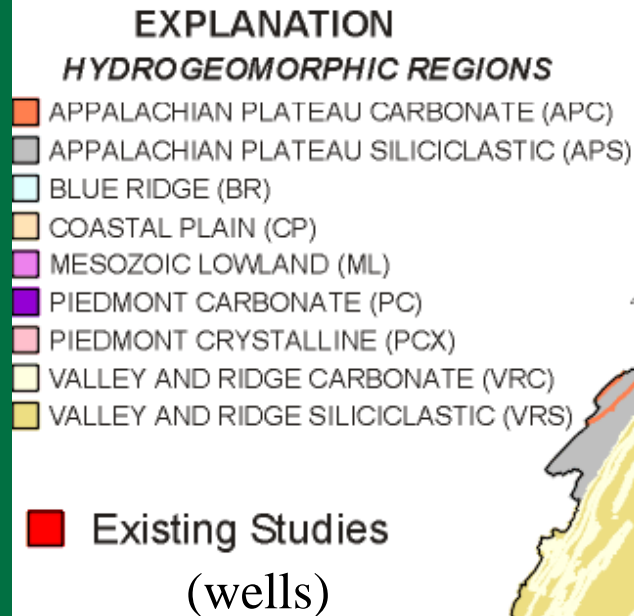 EXPLANATION
HYDROGEOMORPHIC REGIONS
APPALACHIAN PLATEAU CARBONATE (APC)
APPALACHIAN PLATEAU SILICICLASTIC (APS)
BLUE RIDGE (BR)
COASTAL PLAIN (CP)
MESOZOIC LOWLAND (ML)
PIEDMONT CARBONATE (PC)
PIEDMONT CRYSTALLINE (PCX)
VALLEY AND RIDGE CARBONATE (VRC)
VALLEY AND RIDGE SILICICLASTIC (VRS)
Existing Studies
(wells)